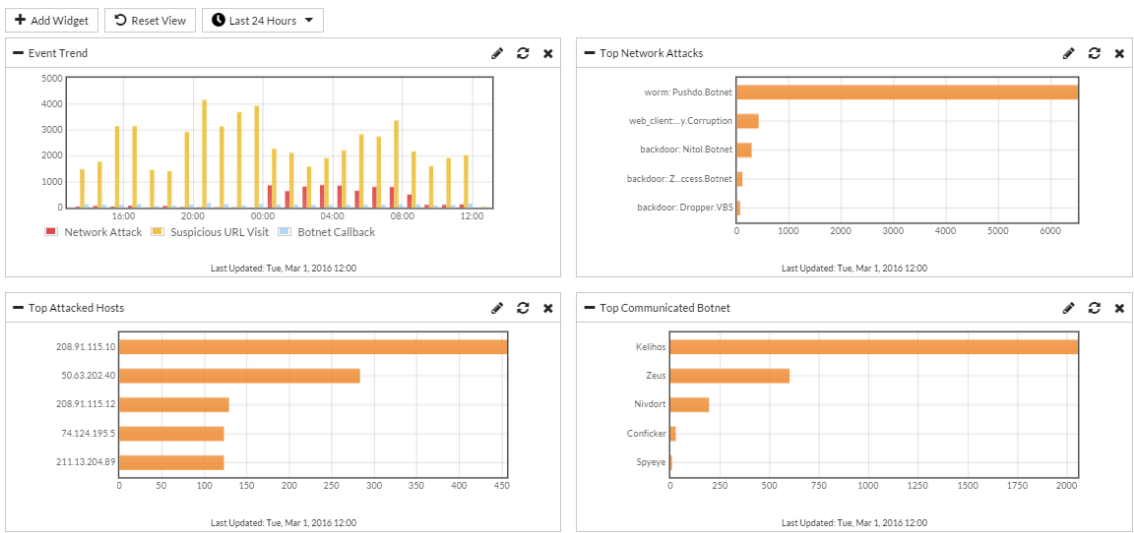 Add Widget Reset View Last 24 Hours
Event Trend
5000
4000
3000
2000
1000
0
16:00 20:00 00:00 04:00 08:00 12:00
Network Attack Suspicious URL Visit Botnet Callback
Last Updated: Tue, Mar 1, 2016 12:00
Top Network Attacks
worm: Pushdo.Botnet
web_client:...y.Corruption
backdoor: Nitol.Botnet
backdoor: Z...ccess.Botnet
backdoor: Dropper.VBS
0 1000 2000 3000 4000 5000 6000
Last Updated: Tue, Mar 1, 2016 12:00
Top Attacked Hosts
208.91.115.10
50.63.202.40
208.91.115.12
74.124.195.5
211.13.204.89
0 50 100 150 200 250 300 350 400 450
Last Updated: Tue, Mar 1, 2016 12:00
Top Communicated Botnet
Kelihos
Zeus
Nivdort
Conficker
Spyeye
0 250 500 750 1000 1250 1500 1750 2000
Last Updated: Tue, Mar 1, 2016 12:00